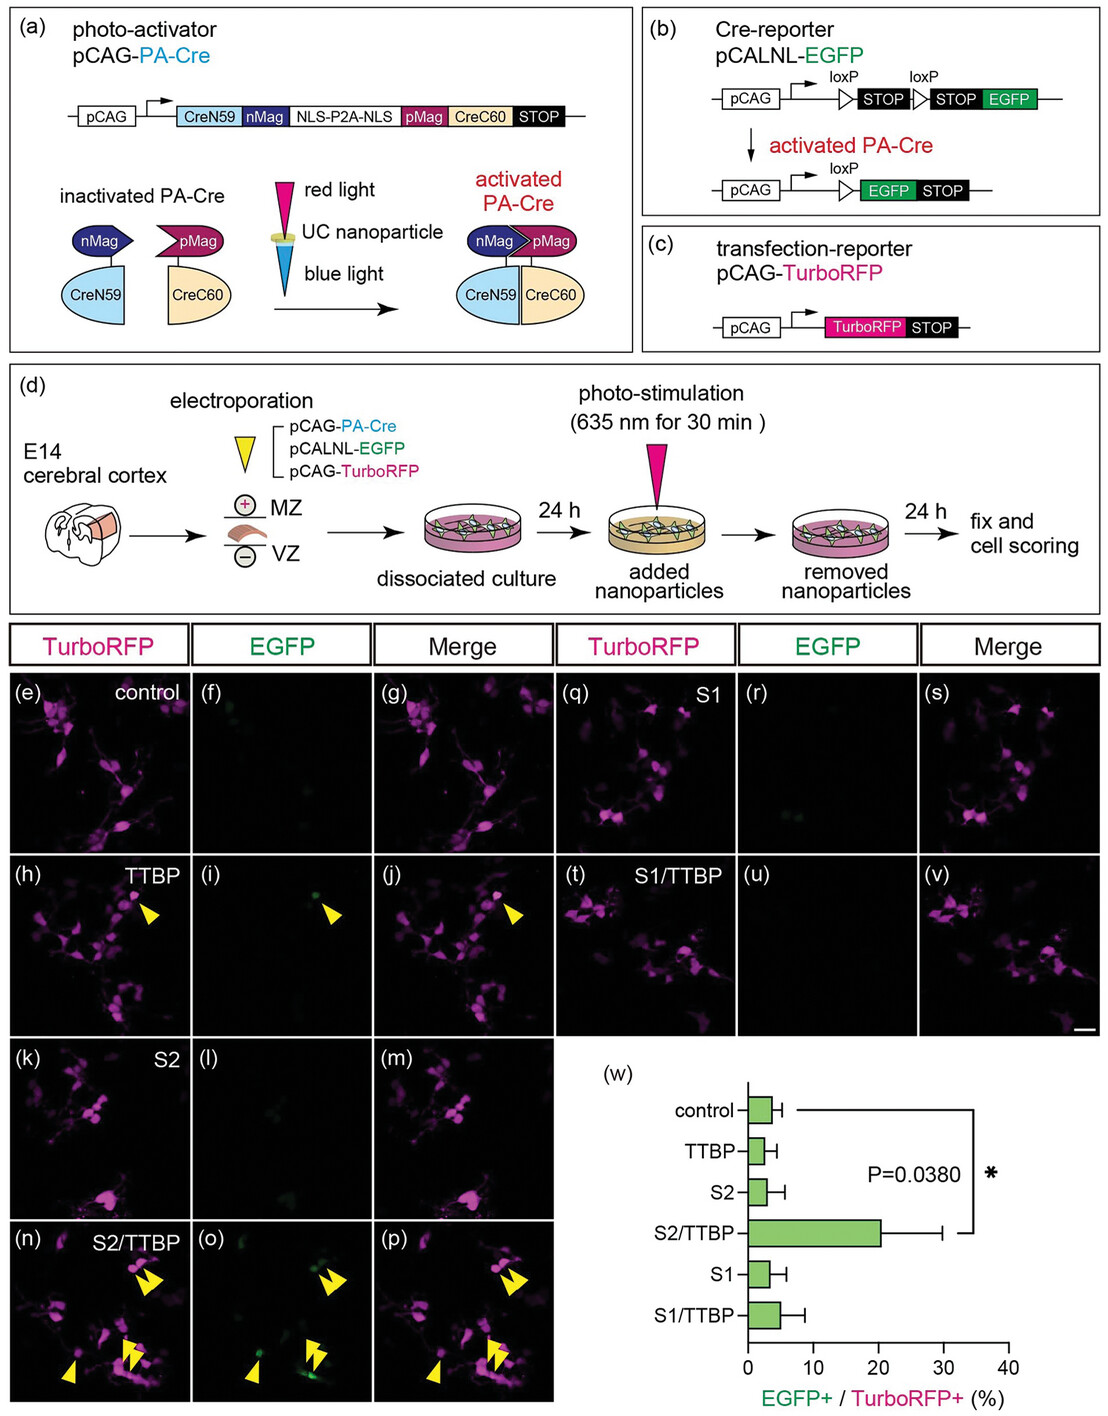 (a) photo-activator
pCAG-PA-Cre
pCAG CreN59 nMag NLS-P2A-NLS pMag CreC60 STOP
inactivated PA-Cre
nMag pMag
CreN59 CreC60
red light
UC nanoparticle
blue light
activated
PA-Cre
nMag pMag
CreN59 CreC60
(b) Cre-reporter
pCALNL-EGFP
loxP loxP
pCAG STOP STOP EGFP
activated PA-Cre
loxP
pCAG EGFP STOP
(c) transfection-reporter
pCAG-TurboRFP
pCAG TurboRFP STOP
(d)
E14
cerebral cortex
electroporation
pCAG-PA-Cre
pCALNL-EGFP
pCAG-TurboRFP
+ MZ
− VZ
dissociated culture
24 h
photo-stimulation
(635 nm for 30 min )
added
nanoparticles
removed
nanoparticles
24 h
fix and
cell scoring
TurboRFP EGFP Merge TurboRFP EGFP Merge
(e) control (f) (g) (q) S1 (r) (s)
(h) TTBP (i) (j) (t) S1/TTBP (u) (v)
(k) S2 (l) (m)
(n) S2/TTBP (o) (p)
(w)
control
TTBP
S2
S2/TTBP
S1
S1/TTBP
P=0.0380 *
0 10 20 30 40
EGFP+ / TurboRFP+ (%)